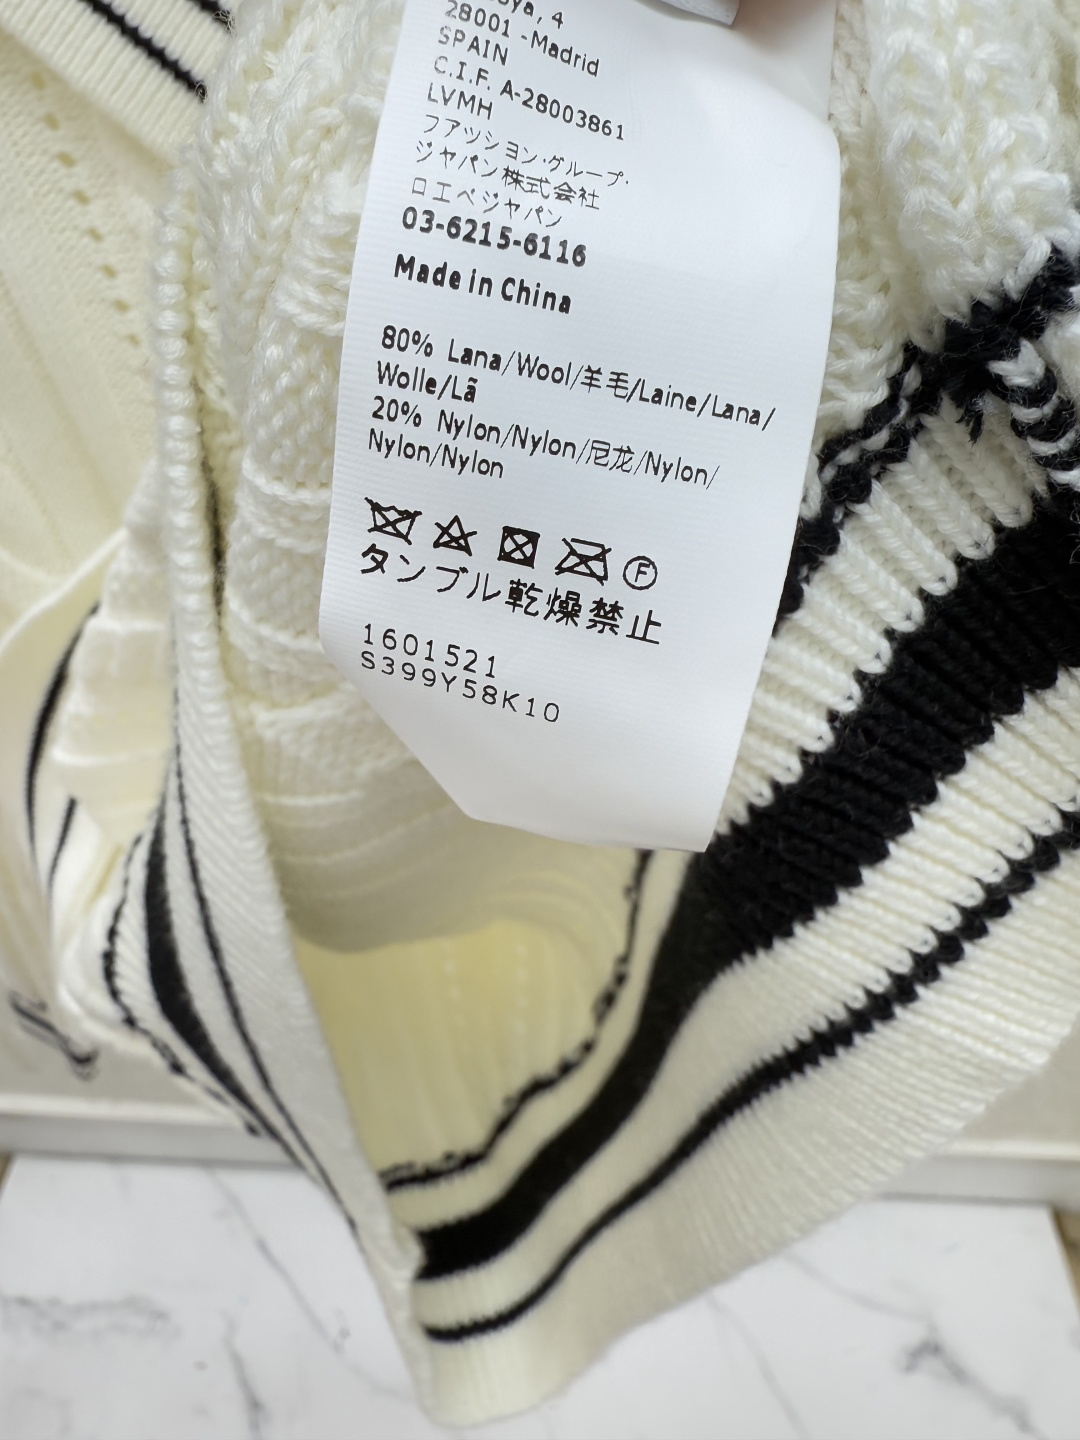 oya, 4
28001 -Madrid
SPAIN
C.I.F. A-28003861
LVMH
ファッション·グループ·
ジャパン株式会社
ロエベジャパン
03-6215-6116
Made in China
80% Lana/Wool/羊毛/Laine/Lana/
Wolle/Lã
20% Nylon/Nylon/尼龙/Nylon/
Nylon/Nylon
F
タンブル乾燥禁止
1601521
S399Y58K10